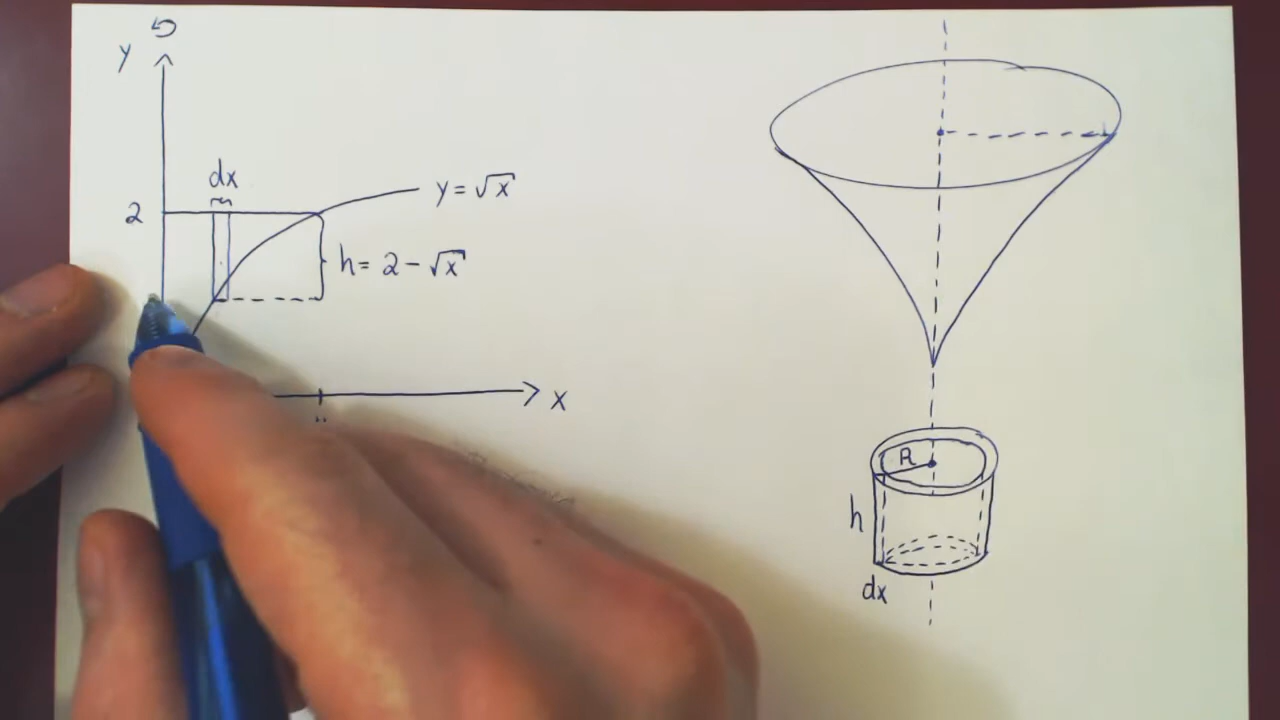 y
dx
y = √x
2
h = 2 − √x
x
R
h
dx